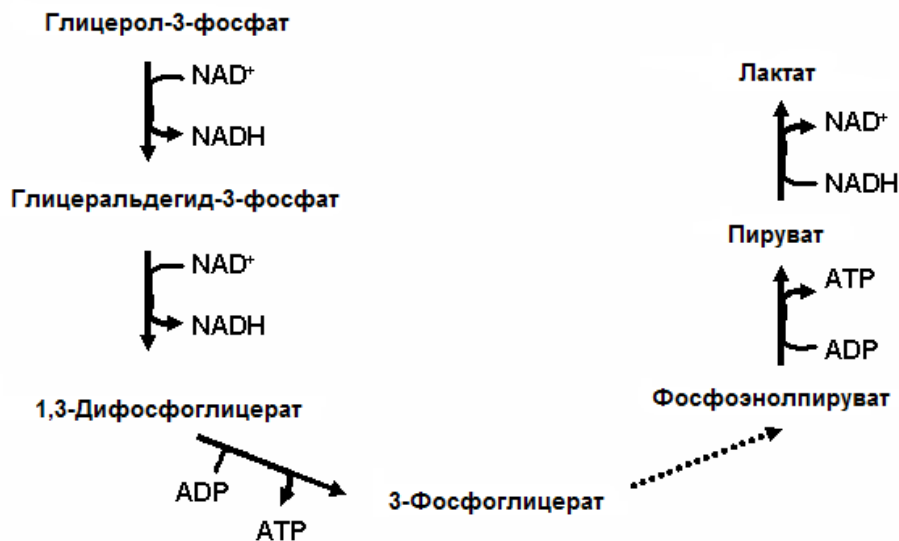 Глицерол-3-фосфат
NAD⁺
NADH
Глицеральдегид-3-фосфат
NAD⁺
NADH
1,3-Дифосфоглицерат
ADP
ATP
3-Фосфоглицерат
Фосфоэнолпируват
ADP
ATP
Пируват
NADH
NAD⁺
Лактат